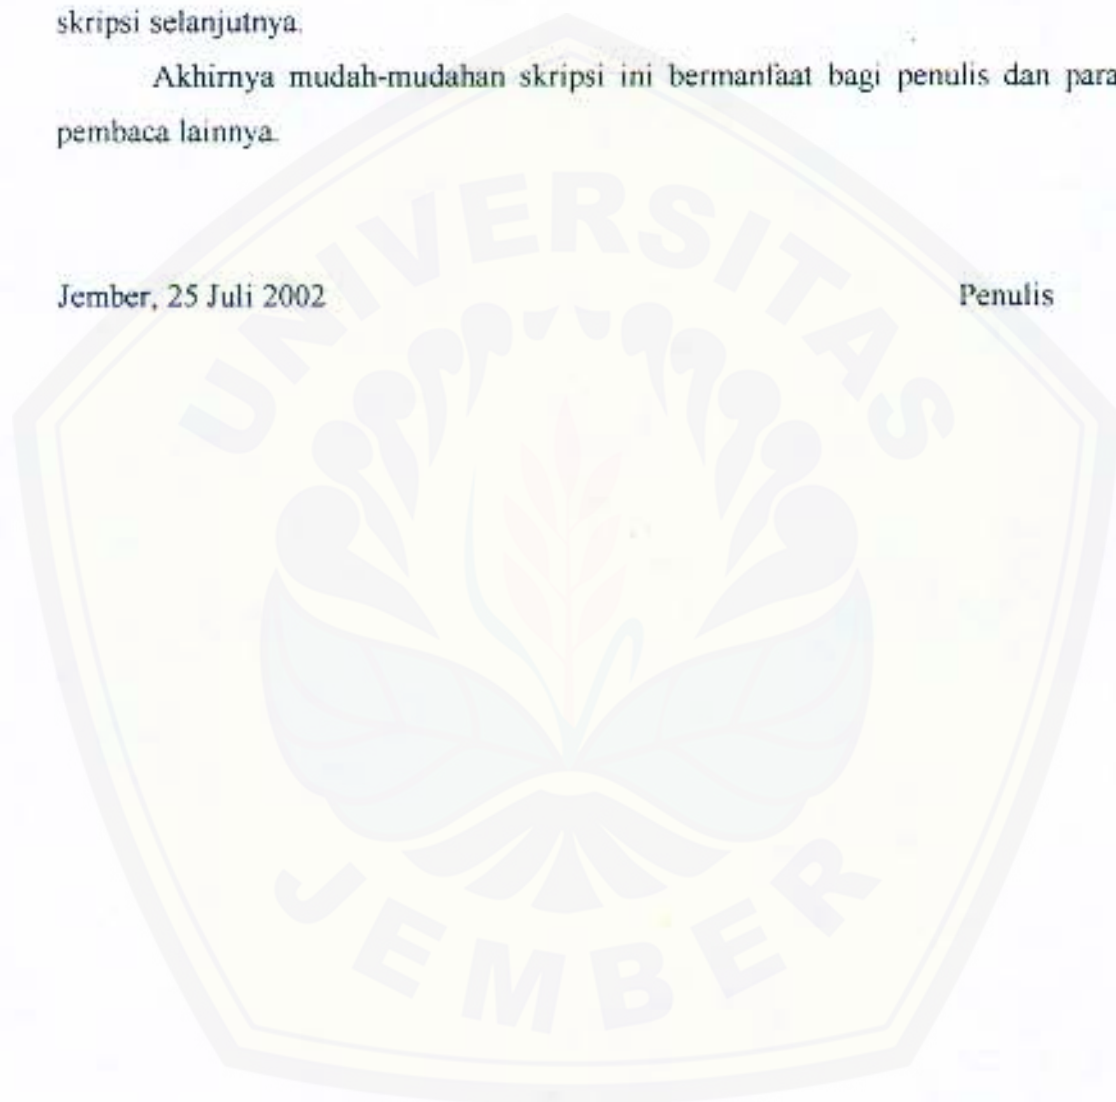 skripsi selanjutnya.
Akhirnya mudah-mudahan skripsi ini bermanfaat bagi penulis dan para
pembaca lainnya.
Jember, 25 Juli 2002 Penulis
UNIVERSITAS
JEMBER